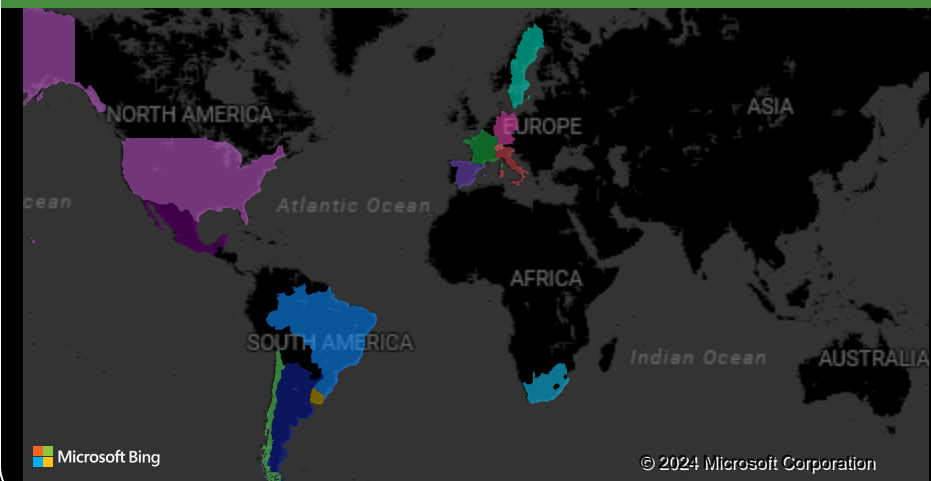 NORTH AMERICA
ASIA
EUROPE
cean
Atlantic Ocean
AFRICA
SOUTH AMERICA
Indian Ocean
AUSTRALIA
Microsoft Bing
© 2024 Microsoft Corporation